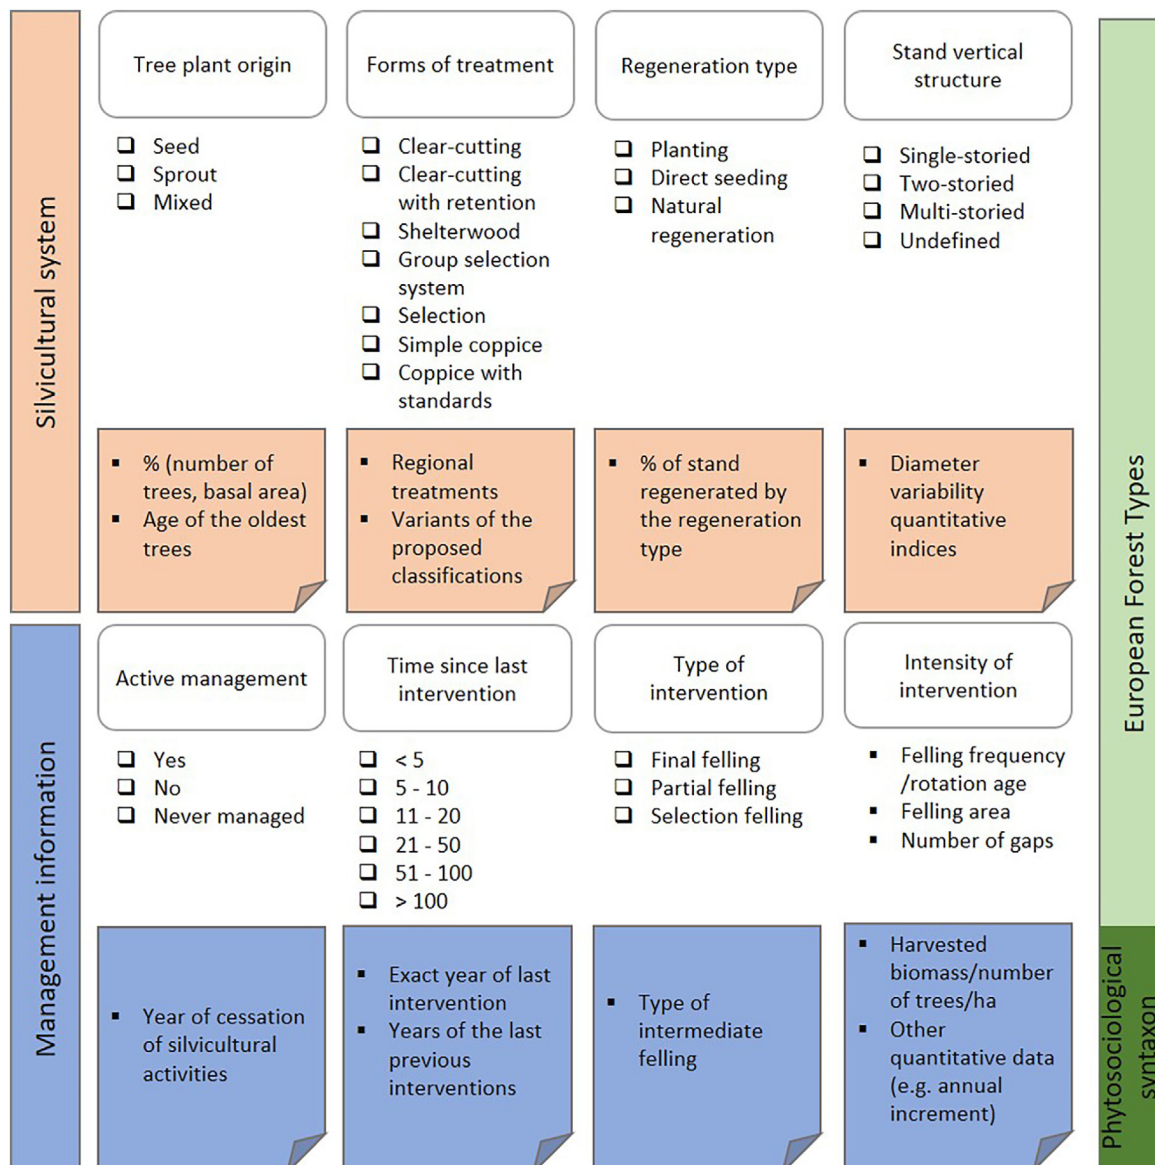 Silvicultural system
Tree plant origin
Seed
Sprout
Mixed
% (number of
trees, basal area)
Age of the oldest
trees
Forms of treatment
Clear-cutting
Clear-cutting
with retention
Shelterwood
Group selection
system
Selection
Simple coppice
Coppice with
standards
Regional
treatments
Variants of the
proposed
classifications
Regeneration type
Planting
Direct seeding
Natural
regeneration
% of stand
regenerated by
the regeneration
type
Stand vertical
structure
Single-storied
Two-storied
Multi-storied
Undefined
Diameter
variability
quantitative
indices
Management information
Active management
Yes
No
Never managed
Year of cessation
of silvicultural
activities
Time since last
intervention
< 5
5 - 10
11 - 20
21 - 50
51 - 100
> 100
Exact year of last
intervention
Years of the last
previous
interventions
Type of
intervention
Final felling
Partial felling
Selection felling
Type of
intermediate
felling
Intensity of
intervention
Felling frequency
/rotation age
Felling area
Number of gaps
Harvested
biomass/number
of trees/ha
Other
quantitative data
(e.g. annual
increment)
European Forest Types
Phytosociological
syntaxon